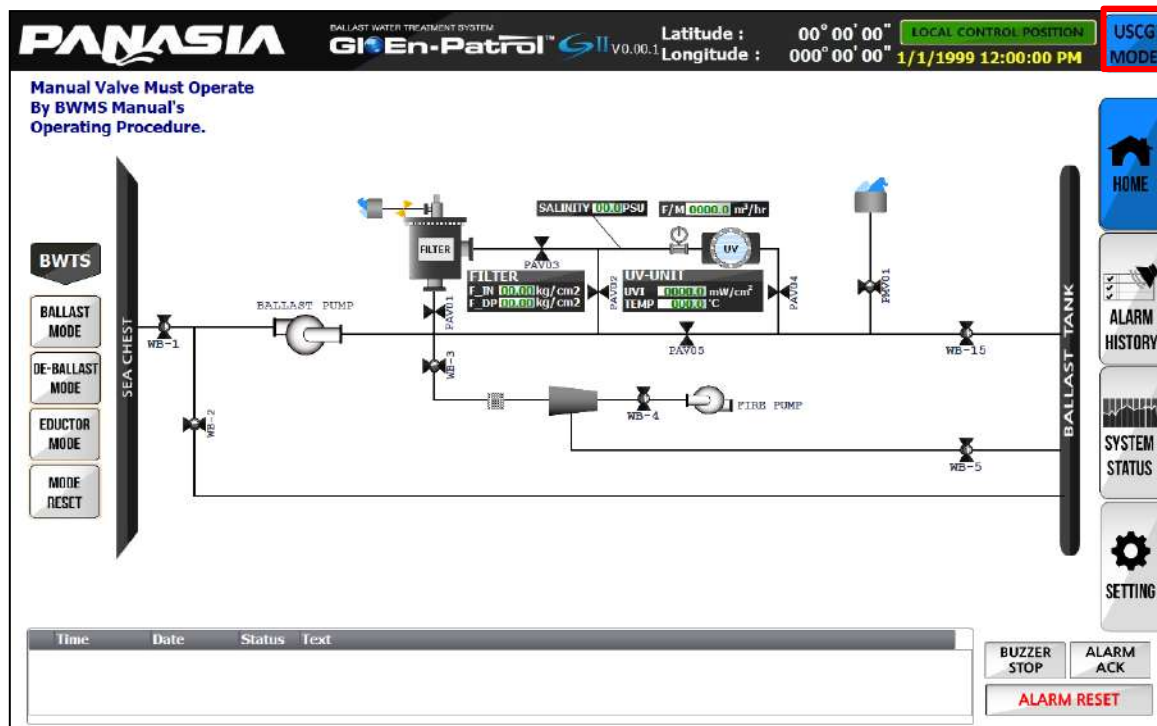 PANASIA
BALLAST WATER TREATMENT SYSTEM
GloEn-Patrol™ GII V0.00.1
Latitude : 00° 00' 00"
Longitude : 000° 00' 00"
LOCAL CONTROL POSITION
1/1/1999 12:00:00 PM
USCG
MODE
Manual Valve Must Operate
By BWMS Manual's
Operating Procedure.
BWTS
BALLAST
MODE
DE-BALLAST
MODE
EDUCTOR
MODE
MODE
RESET
SEA CHEST
WB-1
WB-2
BALLAST PUMP
FILTER
PAV01
WB-3
PAV03
FILTER
F_IN 00.00 kg/cm2
F_DP 00.00 kg/cm2
SALINITY 00.0 PSU
F/M 0000.0 m³/hr
UV
PAV02
UV-UNIT
UVI 0000.0 mW/cm²
TEMP 000.0 °C
PAV04
PAV05
PMV01
WB-15
WB-4
FIRE PUMP
WB-5
BALLAST TANK
HOME
ALARM
HISTORY
SYSTEM
STATUS
SETTING
Time Date Status Text
BUZZER
STOP
ALARM
ACK
ALARM RESET